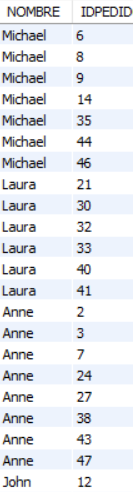 NOMBRE IDPEDIDO
Michael 6
Michael 8
Michael 9
Michael 14
Michael 35
Michael 44
Michael 46
Laura 21
Laura 30
Laura 32
Laura 33
Laura 40
Laura 41
Anne 2
Anne 3
Anne 7
Anne 24
Anne 27
Anne 38
Anne 43
Anne 47
John 12